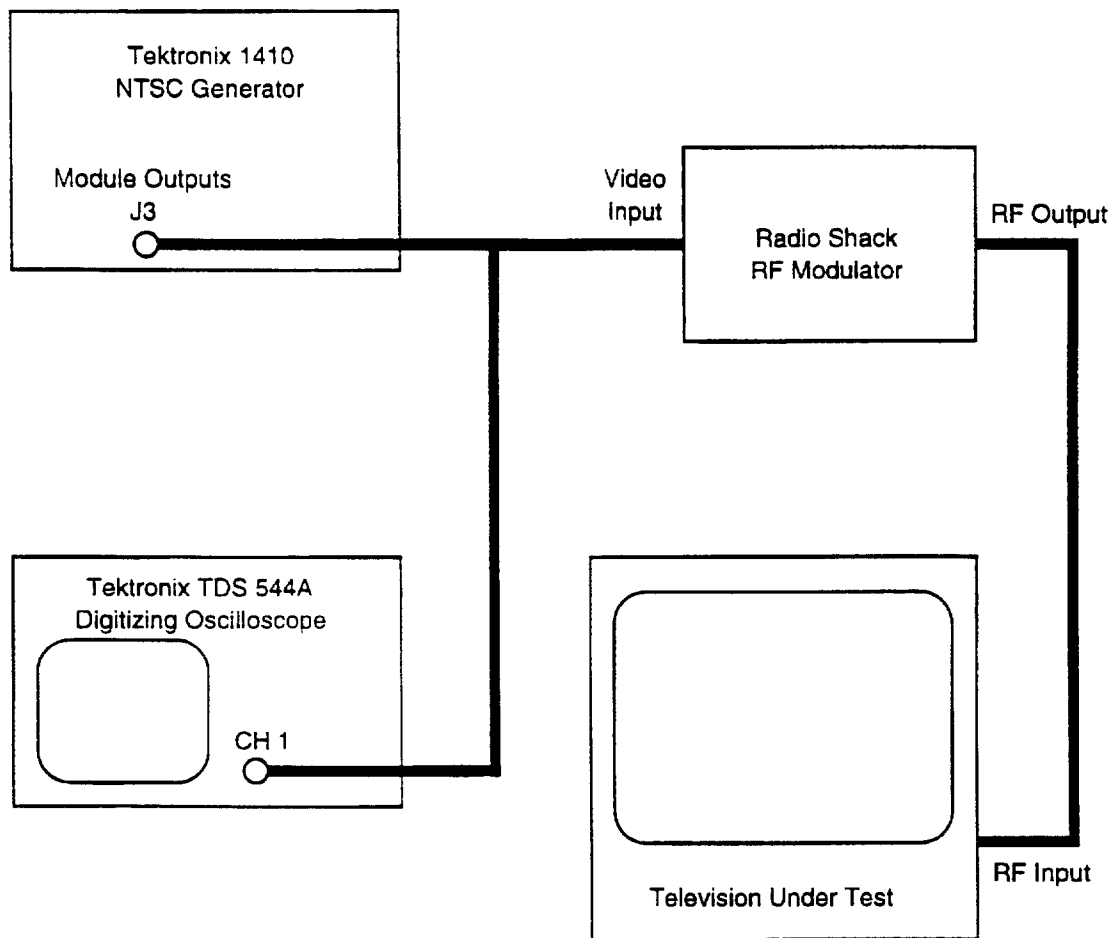 Tektronix 1410
NTSC Generator
Module Outputs
J3
Video
Input
Radio Shack
RF Modulator
RF Output
Tektronix TDS 544A
Digitizing Oscilloscope
CH 1
RF Input
Television Under Test